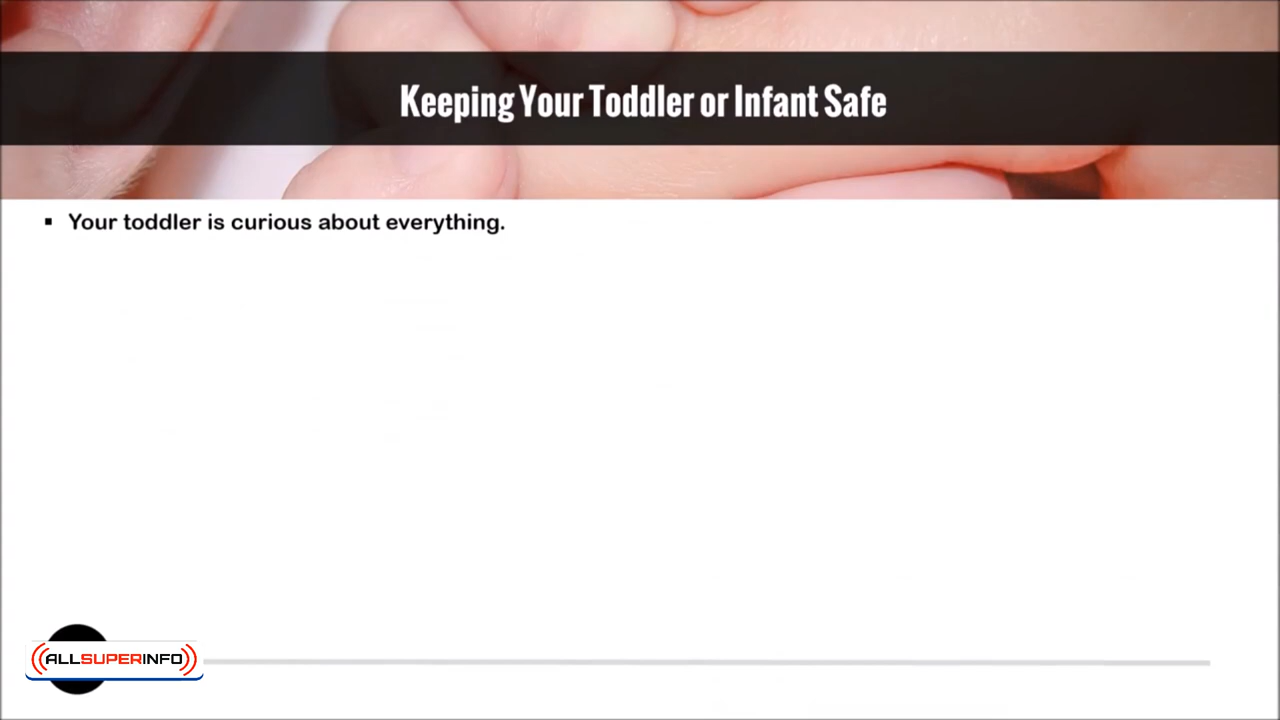 Keeping Your Toddler or Infant Safe
▪ Your toddler is curious about everything.
ALLSUPERINFO